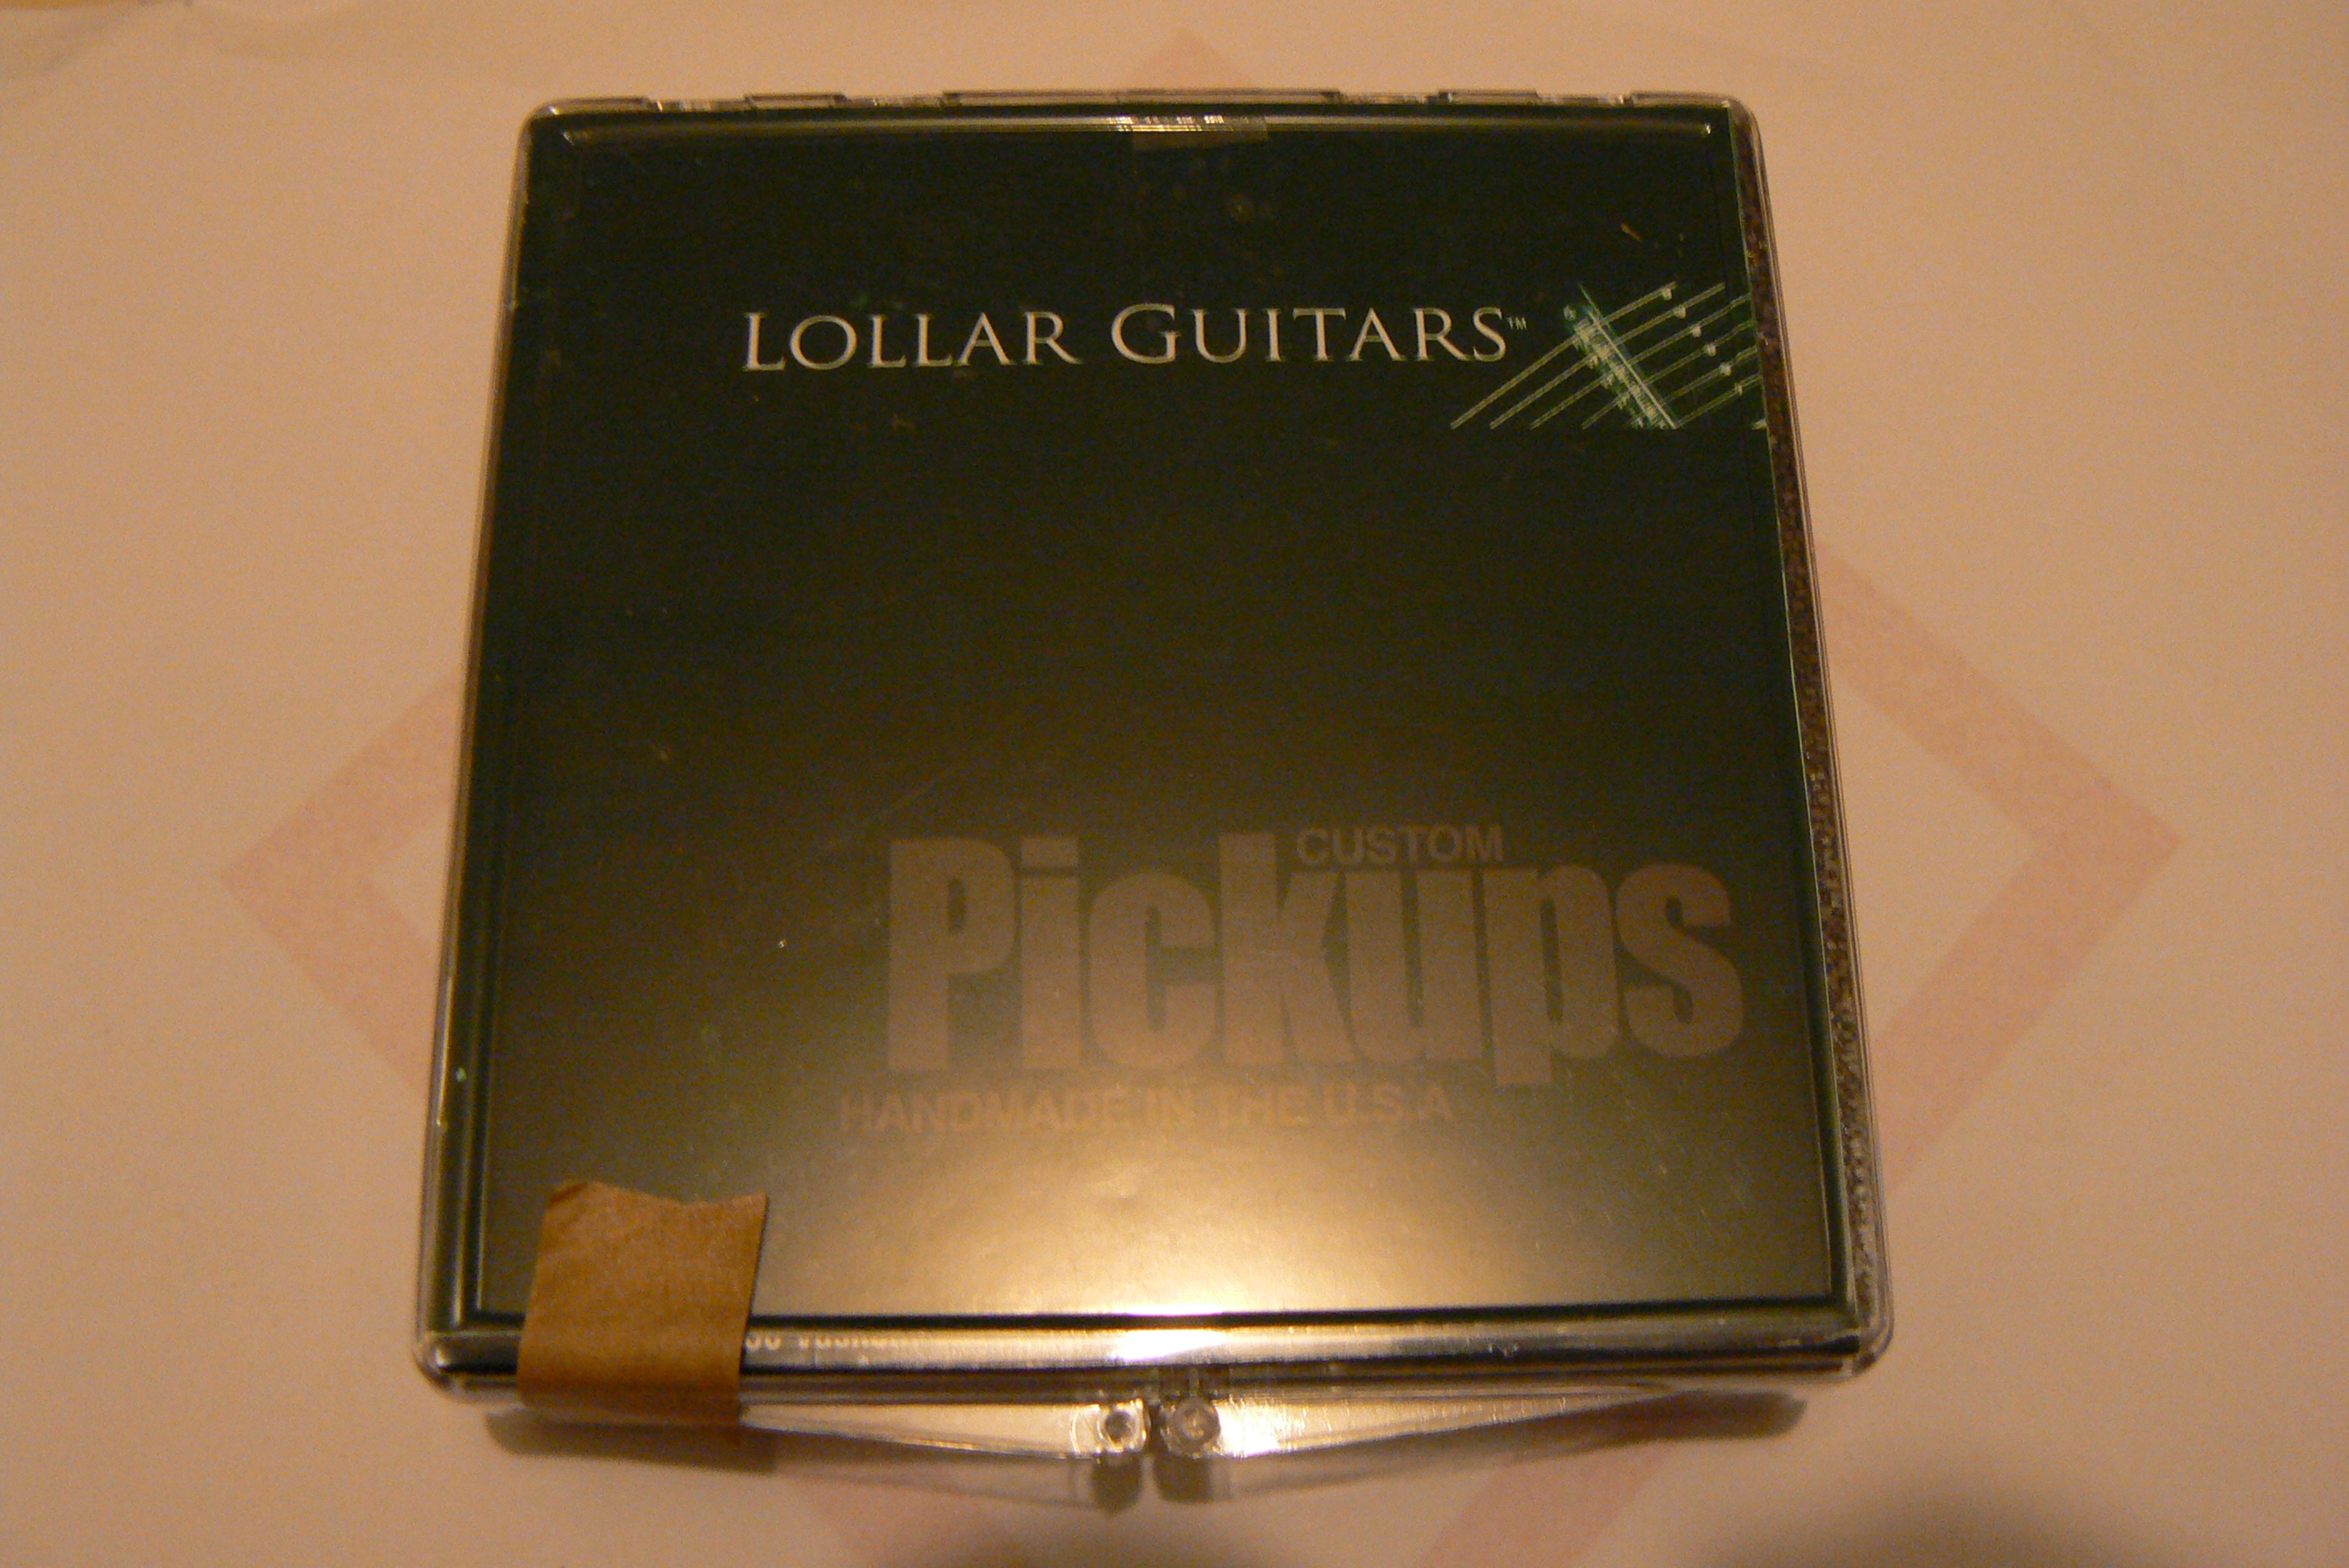 LOLLAR GUITARS™
CUSTOM
Pickups
HANDMADE IN THE U.S.A